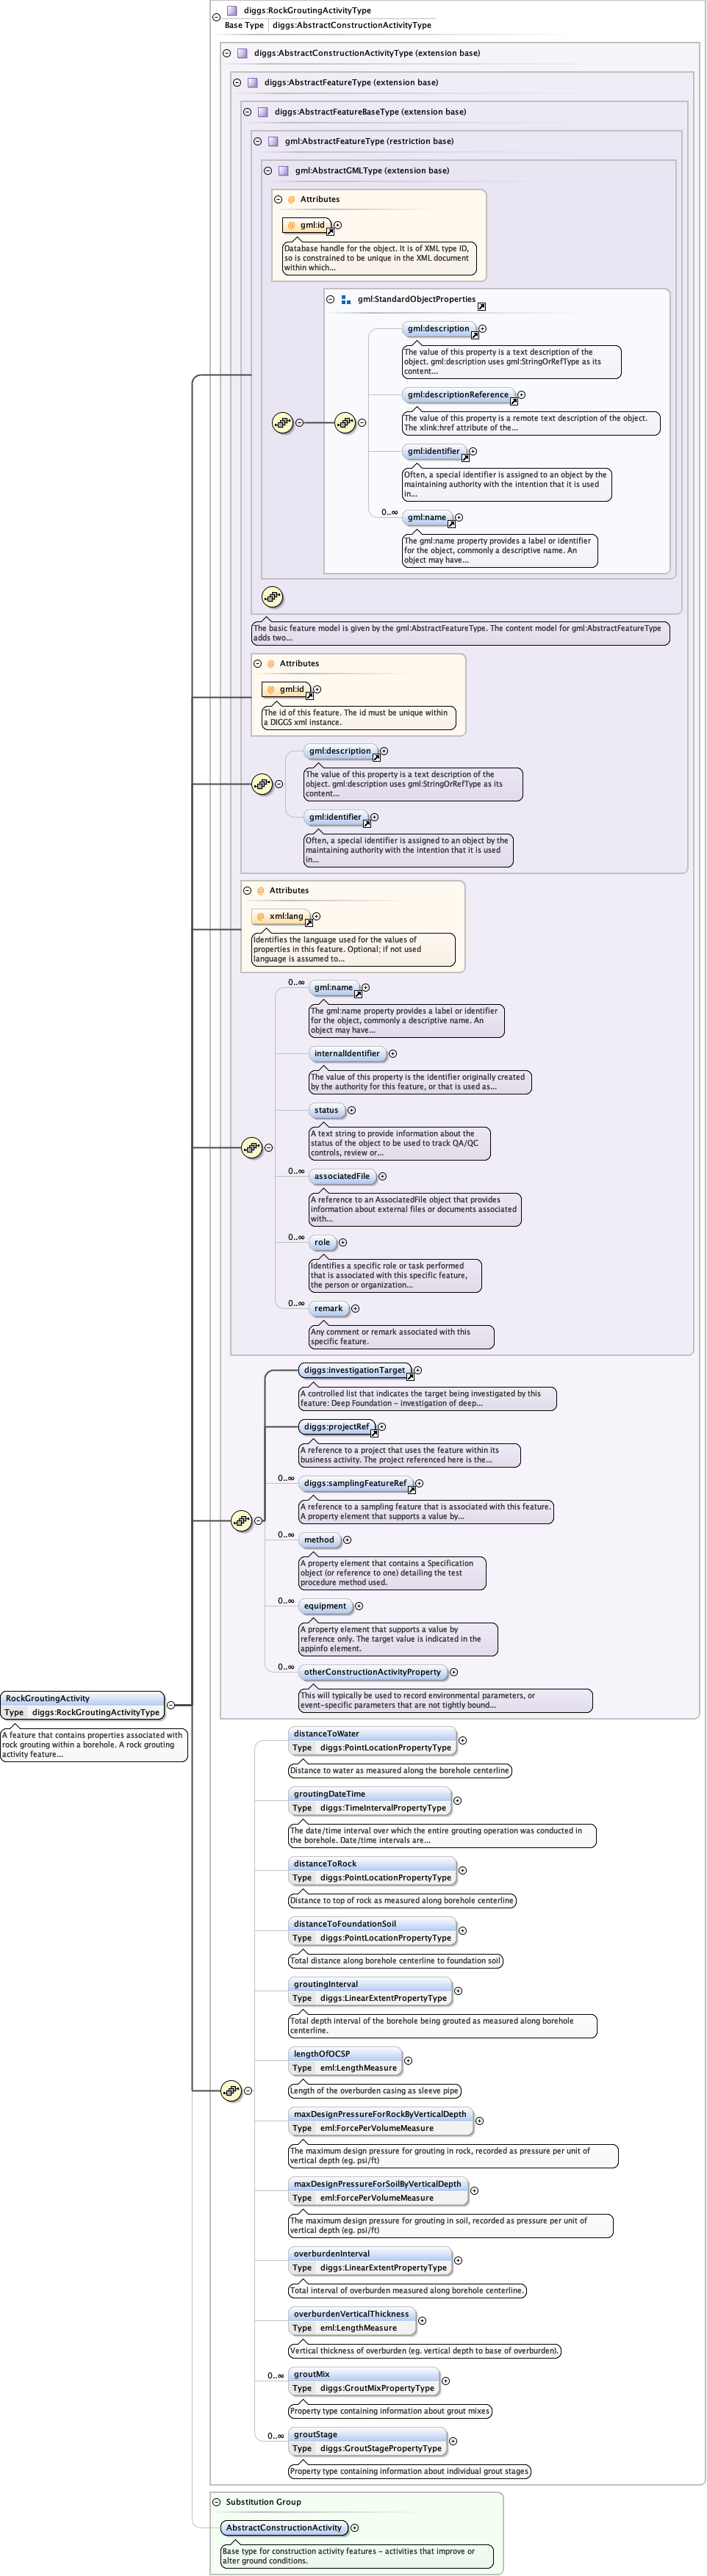 diggs:RockGroutingActivityType
Base Type diggs:AbstractConstructionActivityType
diggs:AbstractConstructionActivityType (extension base)
diggs:AbstractFeatureType (extension base)
diggs:AbstractFeatureBaseType (extension base)
gml:AbstractFeatureType (restriction base)
gml:AbstractGMLType (extension base)
@ Attributes
@ gml:id
Database handle for the object. It is of XML type ID,
so is constrained to be unique in the XML document
within which...
gml:StandardObjectProperties
gml:description
The value of this property is a text description of the
object. gml:description uses gml:StringOrRefType as its
content...
gml:descriptionReference
The value of this property is a remote text description of the object.
The xlink:href attribute of the...
gml:identifier
Often, a special identifier is assigned to an object by the
maintaining authority with the intention that it is used
in...
0..∞
gml:name
The gml:name property provides a label or identifier
for the object, commonly a descriptive name. An
object may have...
The basic feature model is given by the gml:AbstractFeatureType. The content model for gml:AbstractFeatureType
adds two...
@ Attributes
@ gml:id
The id of this feature. The id must be unique within
a DIGGS xml instance.
gml:description
The value of this property is a text description of the
object. gml:description uses gml:StringOrRefType as its
content...
gml:identifier
Often, a special identifier is assigned to an object by the
maintaining authority with the intention that it is used
in...
@ Attributes
@ xml:lang
Identifies the language used for the values of
properties in this feature. Optional; if not used
language is assumed to...
0..∞
gml:name
The gml:name property provides a label or identifier
for the object, commonly a descriptive name. An
object may have...
internalIdentifier
The value of this property is the identifier originally created
by the authority for this feature, or that is used as...
status
A text string to provide information about the
status of the object to be used to track QA/QC
controls, review or...
0..∞
associatedFile
A reference to an AssociatedFile object that provides
information about external files or documents associated
with...
0..∞
role
Identifies a specific role or task performed
that is associated with this specific feature,
the person or organization...
0..∞
remark
Any comment or remark associated with this
specific feature.
diggs:investigationTarget
A controlled list that indicates the target being investigated by this
feature: Deep Foundation - investigation of deep...
diggs:projectRef
A reference to a project that uses the feature within its
business activity. The project referenced here is the...
0..∞
diggs:samplingFeatureRef
A reference to a sampling feature that is associated with this feature.
A property element that supports a value by...
0..∞
method
A property element that contains a Specification
object (or reference to one) detailing the test
procedure method used.
0..∞
equipment
A property element that supports a value by
reference only. The target value is indicated in the
appinfo element.
0..∞
otherConstructionActivityProperty
This will typically be used to record environmental parameters, or
event-specific parameters that are not tightly bound...
RockGroutingActivity
Type diggs:RockGroutingActivityType
A feature that contains properties associated with
rock grouting within a borehole. A rock grouting
activity feature...
distanceToWater
Type diggs:PointLocationPropertyType
Distance to water as measured along the borehole centerline
groutingDateTime
Type diggs:TimeIntervalPropertyType
The date/time interval over which the entire grouting operation was conducted in
the borehole. Date/time intervals are...
distanceToRock
Type diggs:PointLocationPropertyType
Distance to top of rock as measured along borehole centerline
distanceToFoundationSoil
Type diggs:PointLocationPropertyType
Total distance along borehole centerline to foundation soil
groutingInterval
Type diggs:LinearExtentPropertyType
Total depth interval of the borehole being grouted as measured along borehole
centerline.
lengthOfOCSP
Type eml:LengthMeasure
Length of the overburden casing as sleeve pipe
maxDesignPressureForRockByVerticalDepth
Type eml:ForcePerVolumeMeasure
The maximum design pressure for grouting in rock, recorded as pressure per unit of
vertical depth (eg. psi/ft)
maxDesignPressureForSoilByVerticalDepth
Type eml:ForcePerVolumeMeasure
The maximum design pressure for grouting in soil, recorded as pressure per unit of
vertical depth (eg. psi/ft)
overburdenInterval
Type diggs:LinearExtentPropertyType
Total interval of overburden measured along borehole centerline.
overburdenVerticalThickness
Type eml:LengthMeasure
Vertical thickness of overburden (eg. vertical depth to base of overburden).
0..∞
groutMix
Type diggs:GroutMixPropertyType
Property type containing information about grout mixes
0..∞
groutStage
Type diggs:GroutStagePropertyType
Property type containing information about individual grout stages
Substitution Group
AbstractConstructionActivity
Base type for construction activity features - activities that improve or
alter ground conditions.